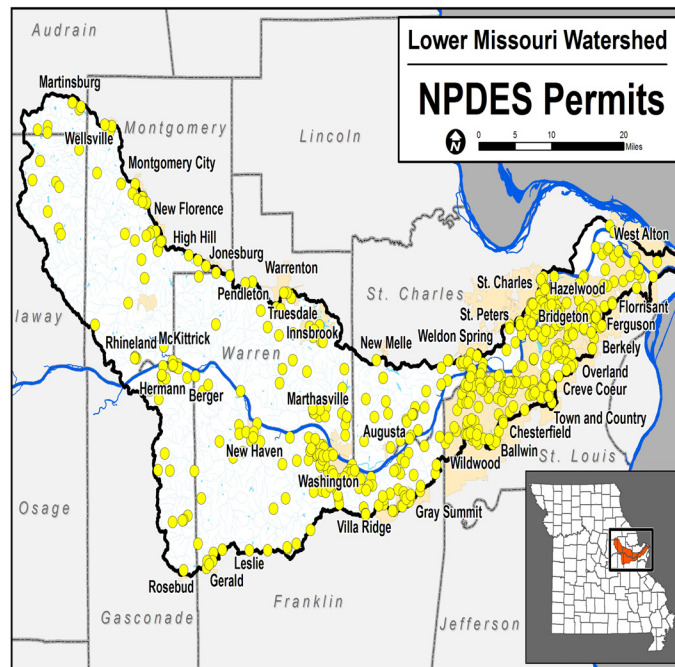 Lower Missouri Watershed
NPDES Permits
N
0 5 10 20
Miles
Audrain
Martinsburg
Wellsville
Montgomery
Lincoln
Montgomery City
New Florence
High Hill
Jonesburg
Warrenton
Pendleton
Truesdale
Innsbrook
St. Charles
West Alton
St. Charles
Hazelwood
St. Peters
Bridgeton
Florrisant
Ferguson
Weldon Spring
New Melle
Berkely
Overland
Creve Coeur
Town and Country
laway
Rhineland
McKittrick
Warren
Hermann
Berger
Marthasville
Augusta
New Haven
Chesterfield
Ballwin
Wildwood
St. Louis
Washington
Gray Summit
Villa Ridge
Osage
Leslie
Rosebud
Gerald
Gasconade
Franklin
Jefferson